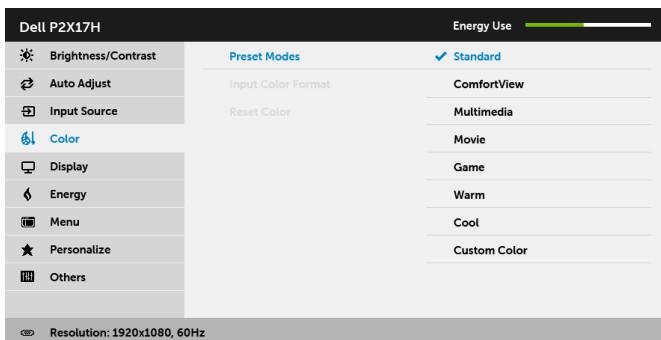 Dell P2X17H
Energy Use
Brightness/Contrast
Auto Adjust
Input Source
Color
Display
Energy
Menu
Personalize
Others
Preset Modes
Input Color Format
Reset Color
Standard
ComfortView
Multimedia
Movie
Game
Warm
Cool
Custom Color
Resolution: 1920x1080, 60Hz